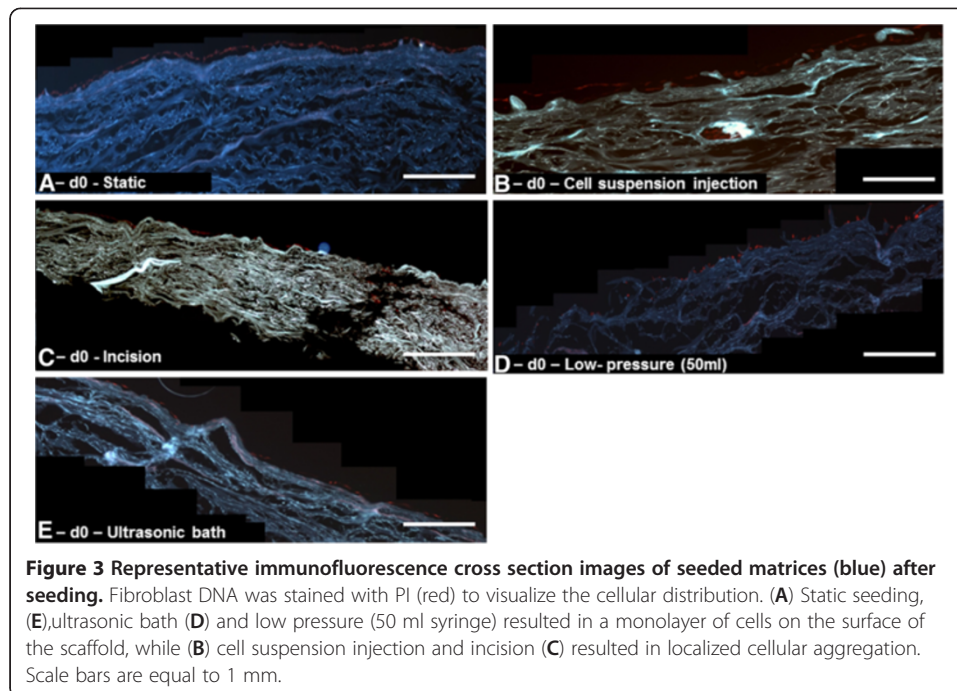 A – d0 - Static
B – d0 – Cell suspension injection
C – d0 - Incision
D – d0 – Low- pressure (50ml)
E – d0 – Ultrasonic bath
Figure 3 Representative immunofluorescence cross section images of seeded matrices (blue) after
seeding. Fibroblast DNA was stained with PI (red) to visualize the cellular distribution. (A) Static seeding,
(E),ultrasonic bath (D) and low pressure (50 ml syringe) resulted in a monolayer of cells on the surface of
the scaffold, while (B) cell suspension injection and incision (C) resulted in localized cellular aggregation.
Scale bars are equal to 1 mm.